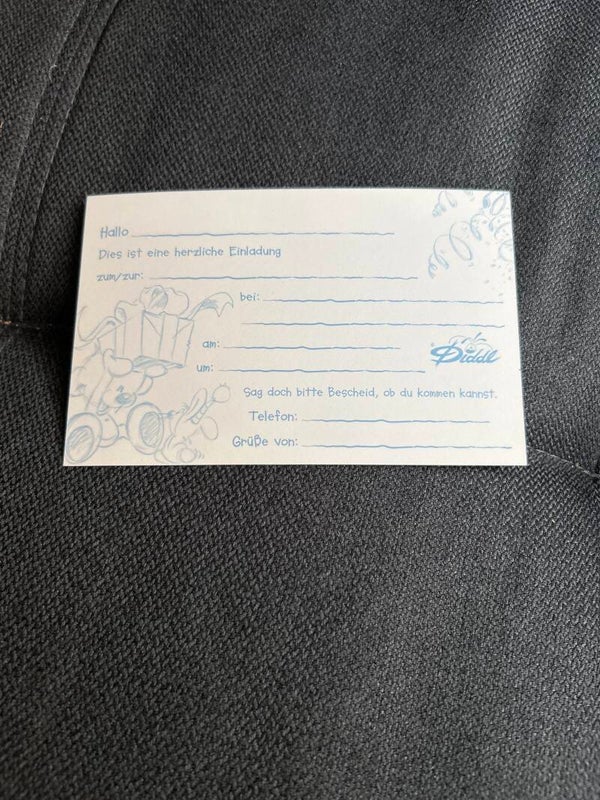 Hallo
Dies ist eine herzliche Einladung
zum/zur:
bei:
am:
Diddl
um:
Sag doch bitte Bescheid, ob du kommen kannst.
Telefon:
Grüße von: